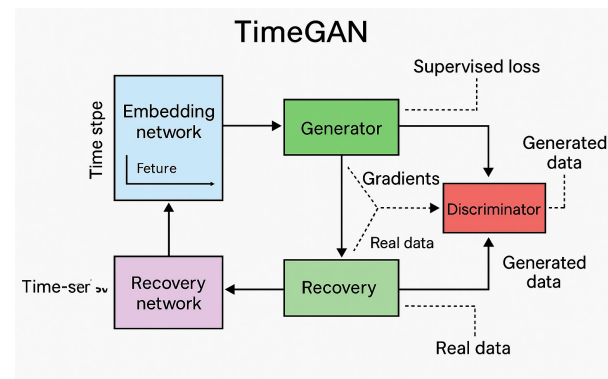 TimeGAN
Supervised loss
Time stpe
Embedding
network
Feture
Generator
Generated
data
Gradients
Discriminator
Real data
Generated
data
Recovery
network
Recovery
Real data